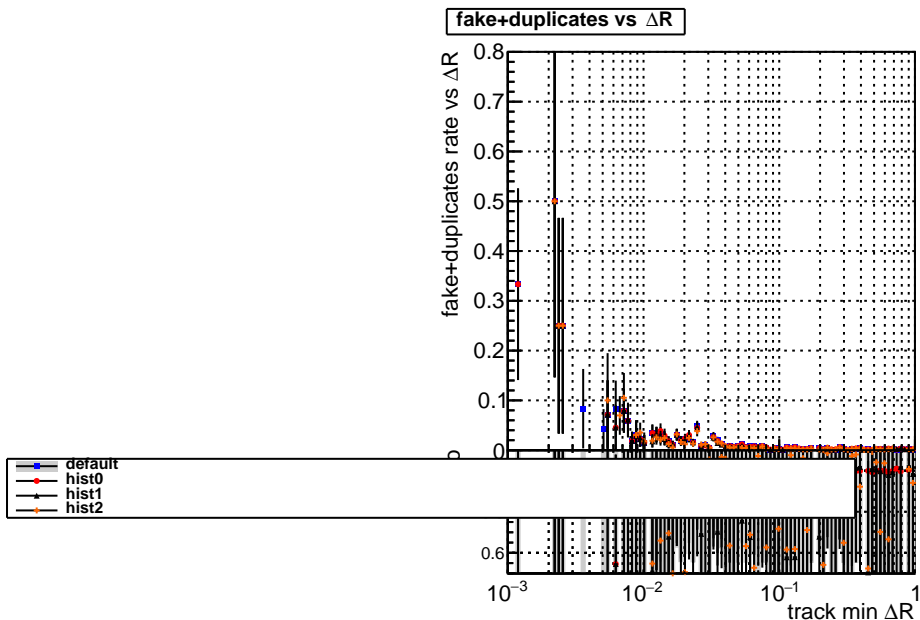 fake+duplicates vs ΔR
fake+duplicates rate vs ΔR
0.8
0.7
0.6
0.5
0.4
0.3
0.2
0.1
0
default
hist0
hist1
hist2
0.6
10⁻³
10⁻²
10⁻¹
1
track min ΔR